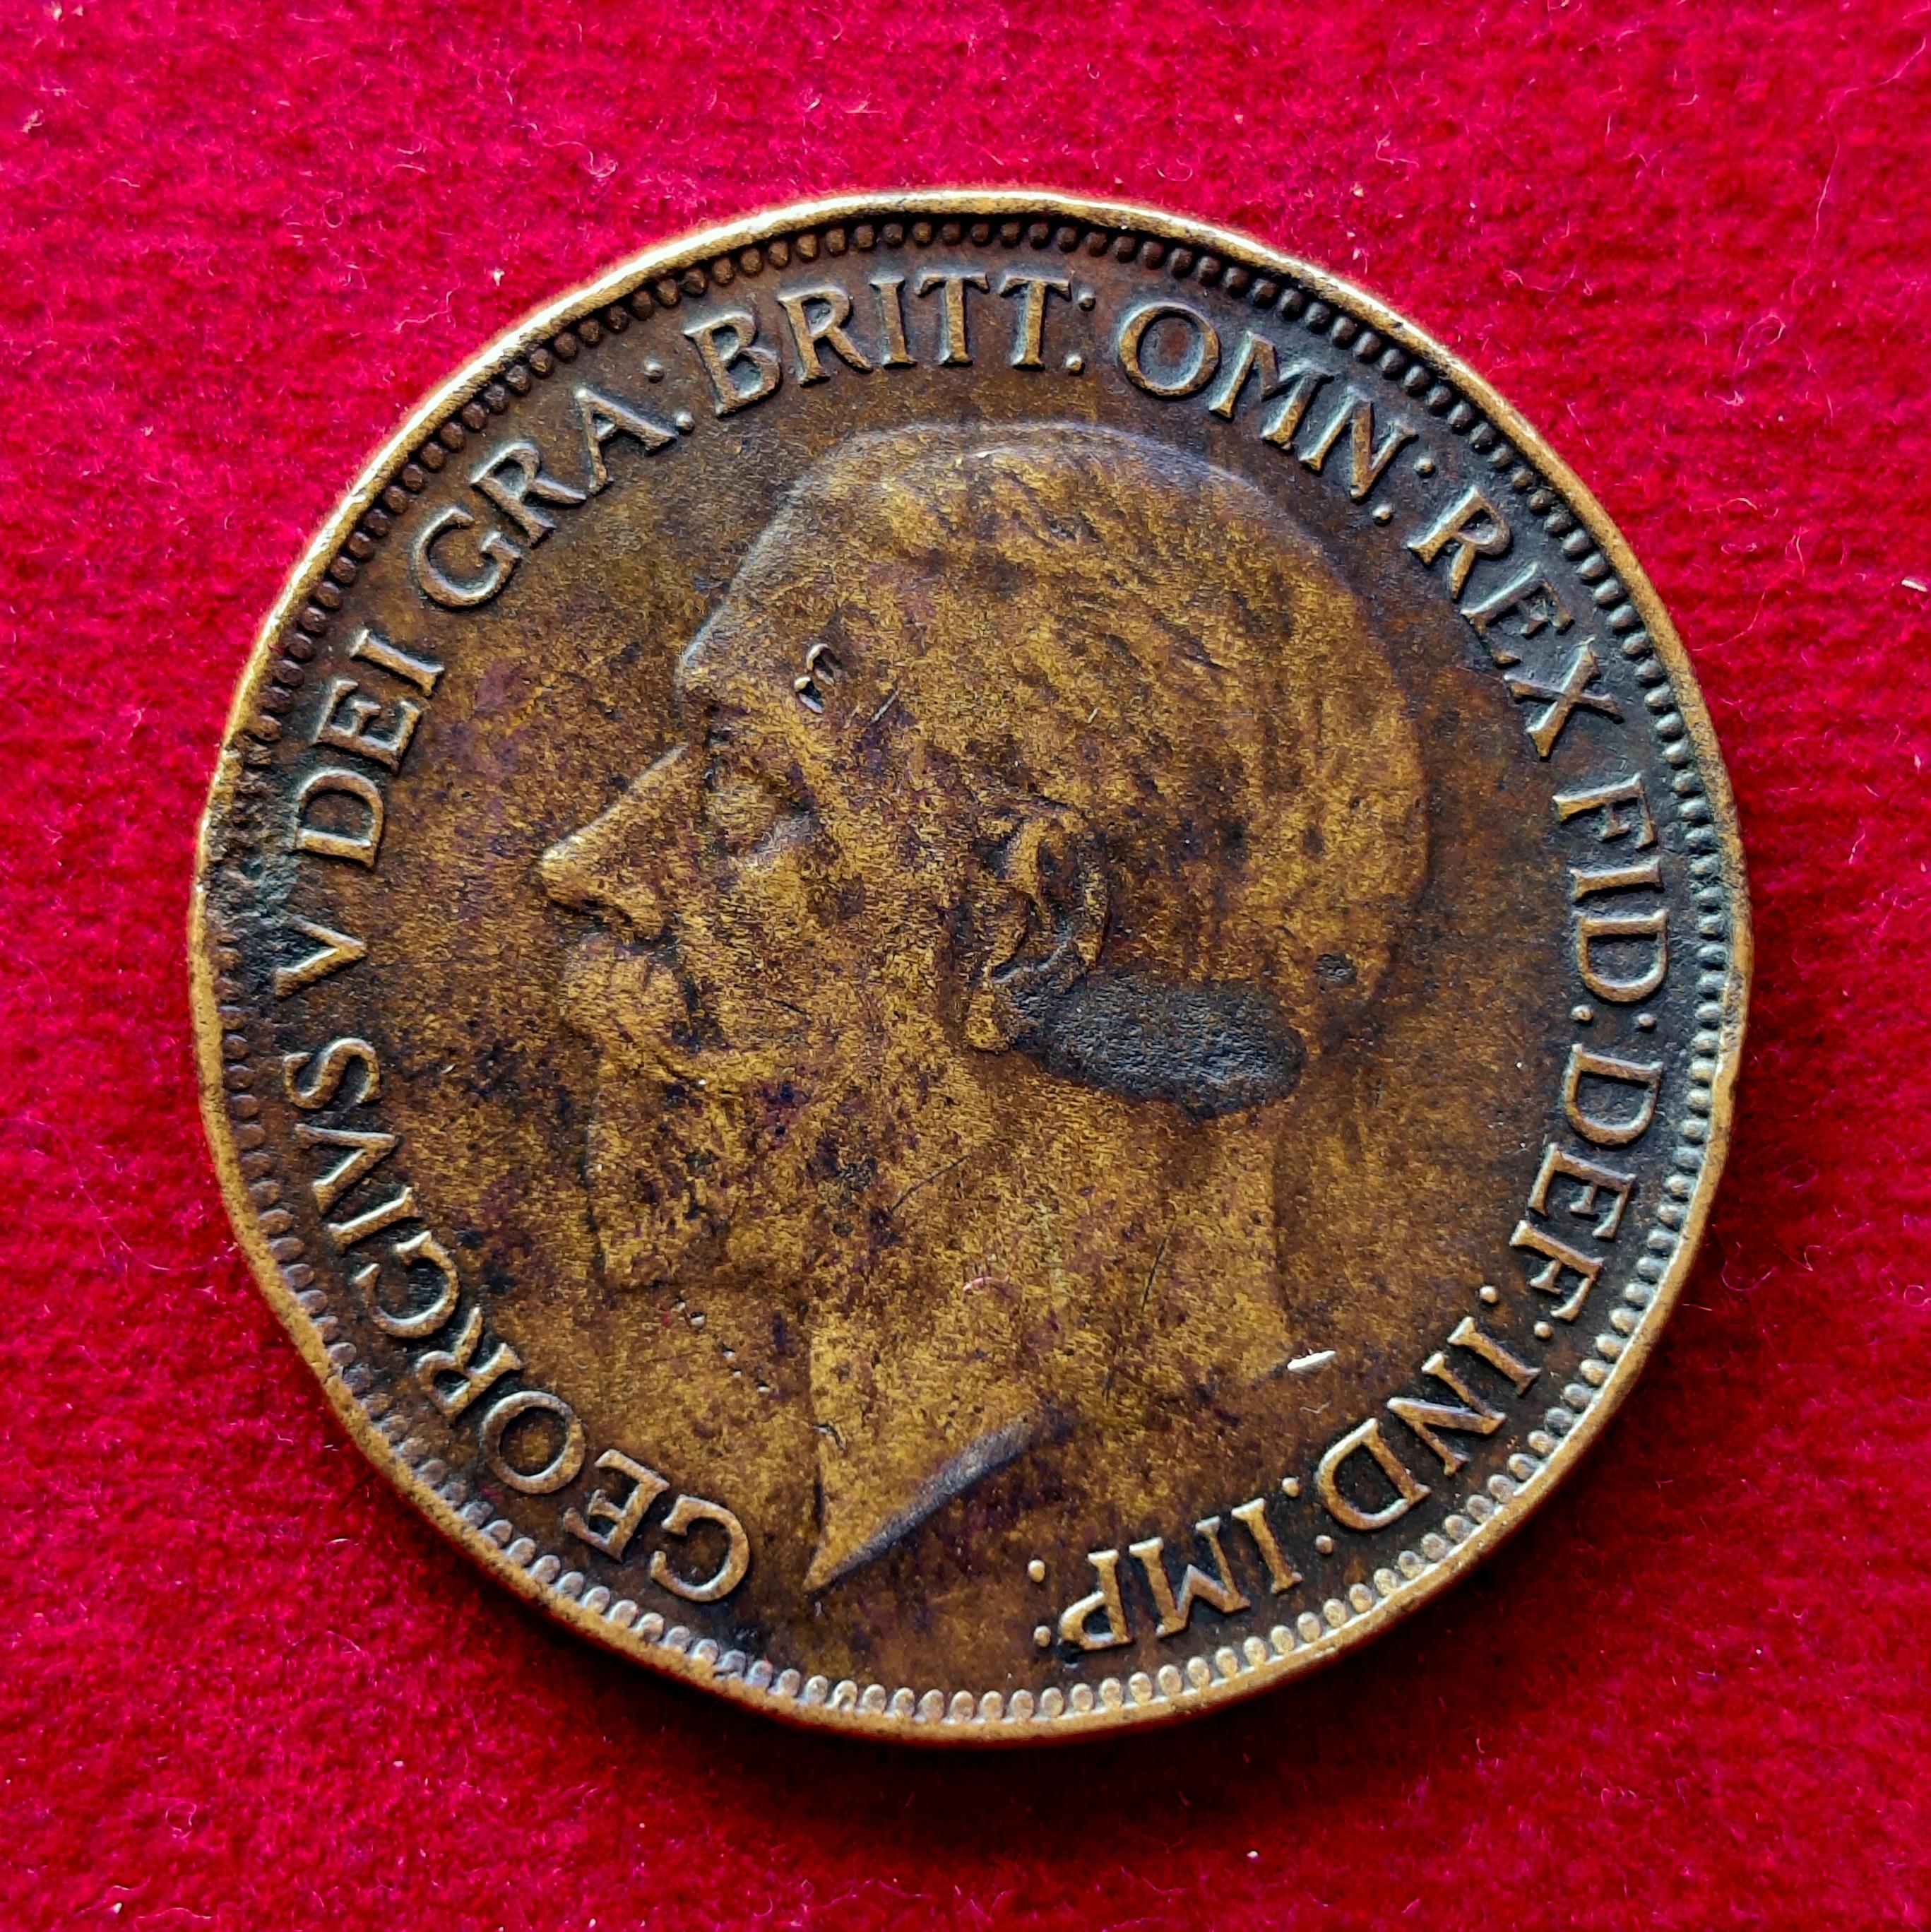 GEORGIVS V DEI GRA: BRITT: OMN: REX FID: DEF: IND: IMP: